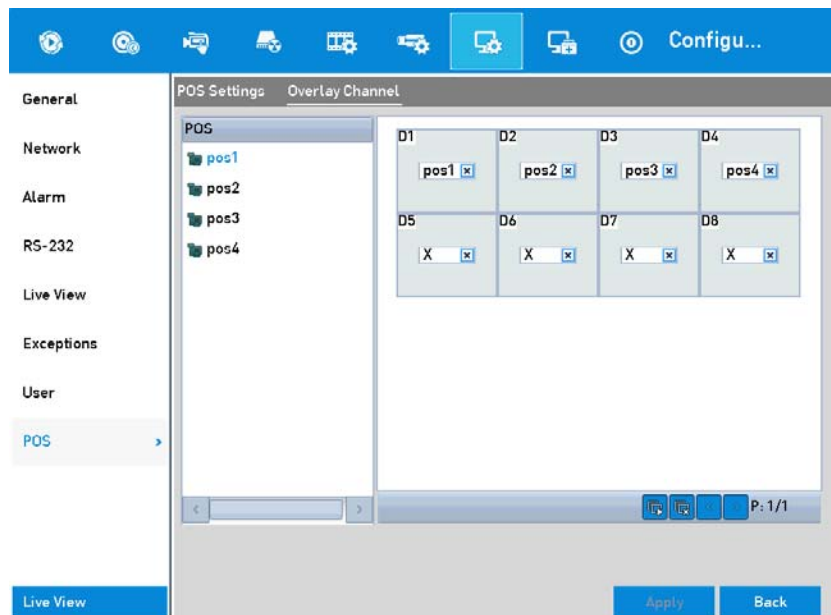 Configu...
General
Network
Alarm
RS-232
Live View
Exceptions
User
POS
Live View
POS Settings Overlay Channel
POS
pos1
pos2
pos3
pos4
D1 D2 D3 D4
pos1 pos2 pos3 pos4
D5 D6 D7 D8
X X X X
P: 1/1
Apply Back